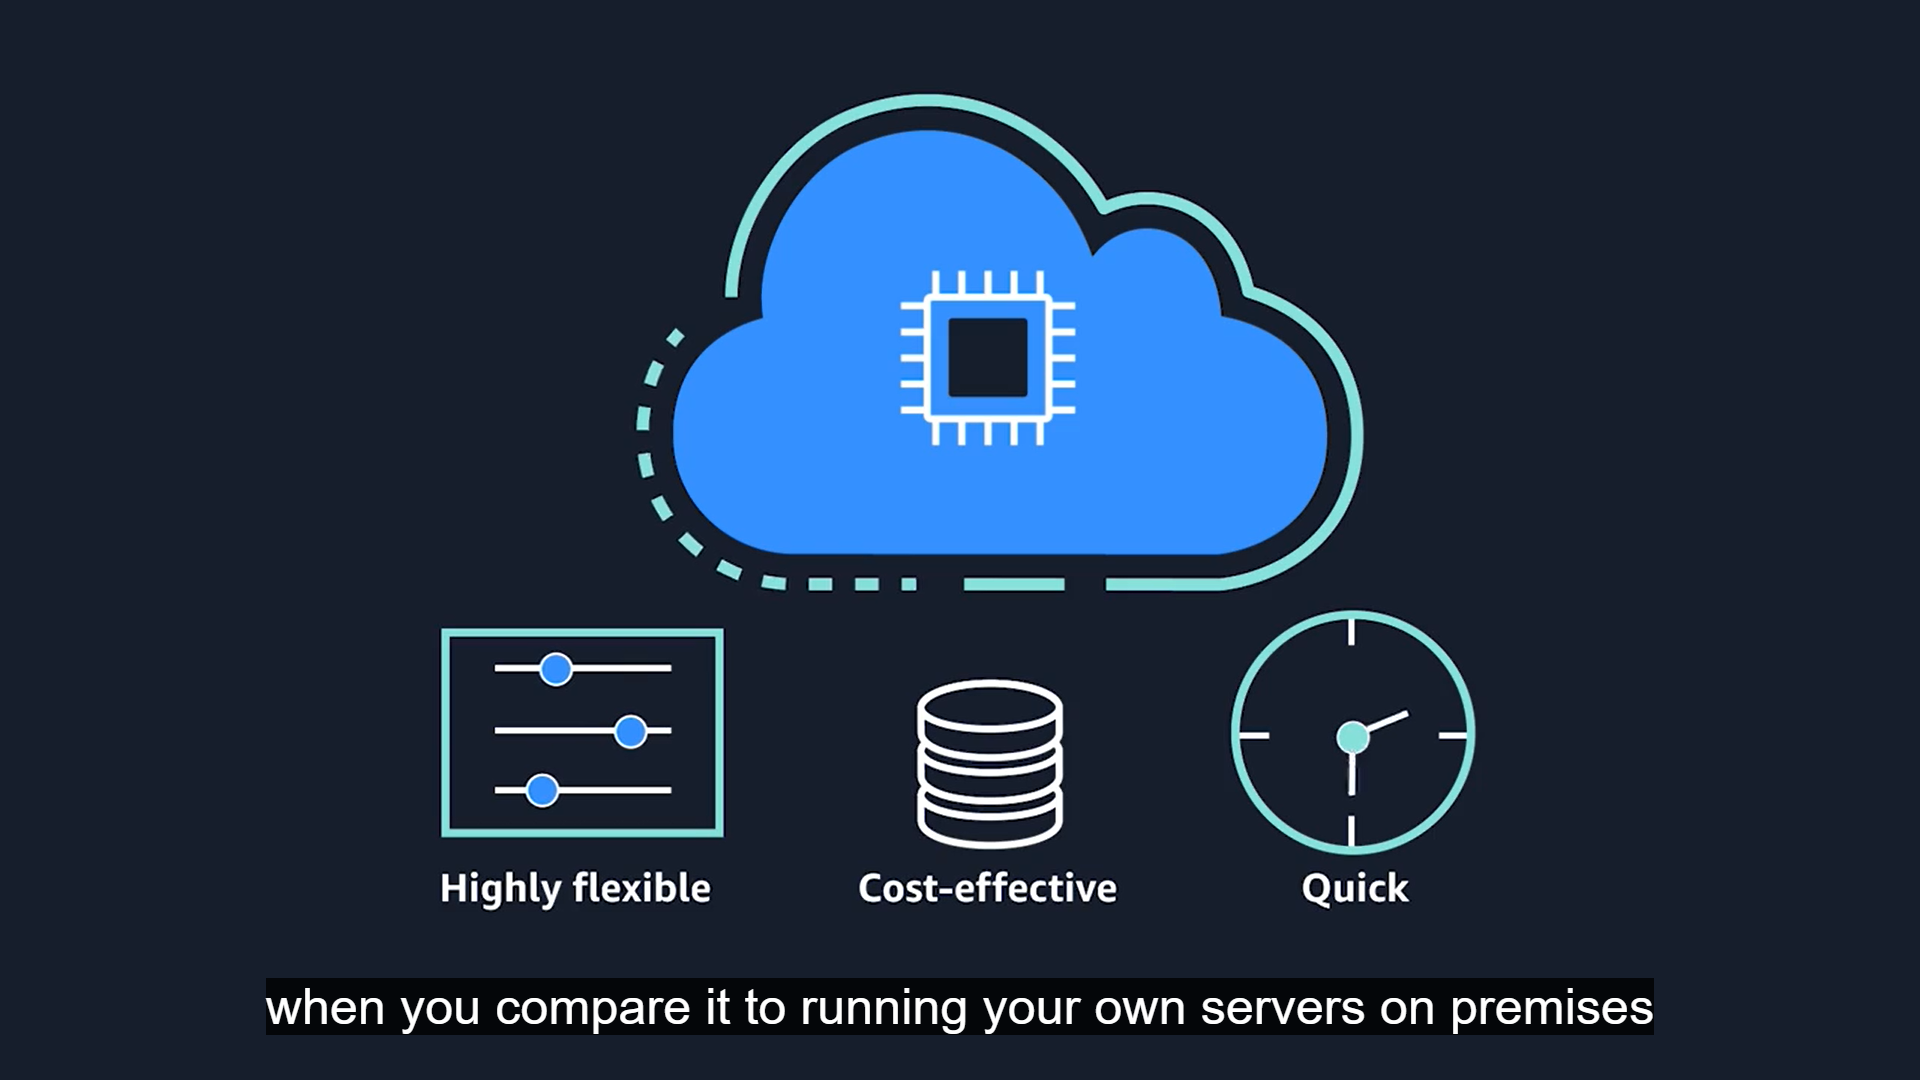 Highly flexible
Cost-effective
Quick
when you compare it to running your own servers on premises